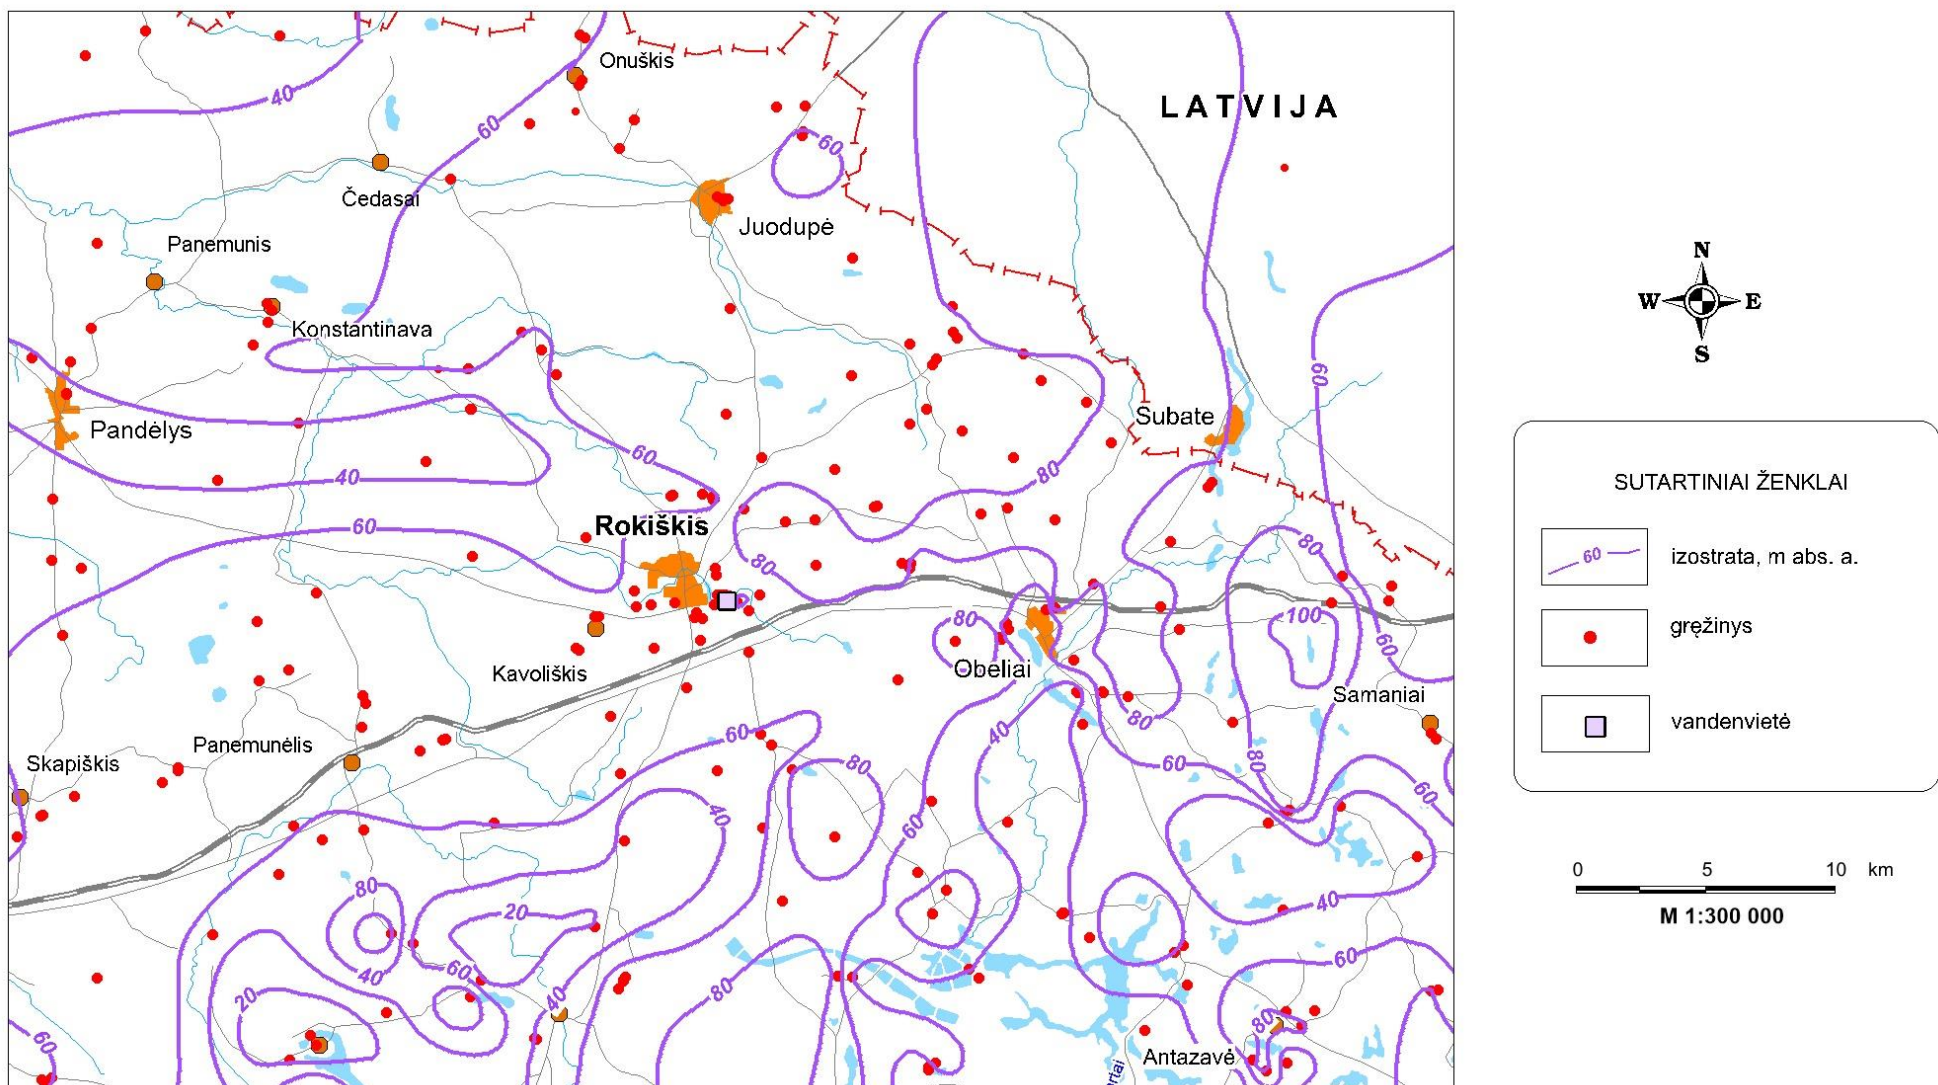 40
60
Onuškis
60
LATVIJA
Čedasai
Juodupė
Panemunis
Konstantinava
60
Pandėlys
Subate
60
80
40
60
Rokiškis
80
80
100
60
80
Obeliai
Kavoliškis
Samaniai
80
40
60
Panemunėlis
Skapiškis
80
60
80
60
40
60
80
20
40
40
60
60
20
40
80
80
60
Antazavė
N
W E
S
SUTARTINIAI ŽENKLAI
60 izostrata, m abs. a.
gręžinys
vandenvietė
0 5 10 km
M 1:300 000